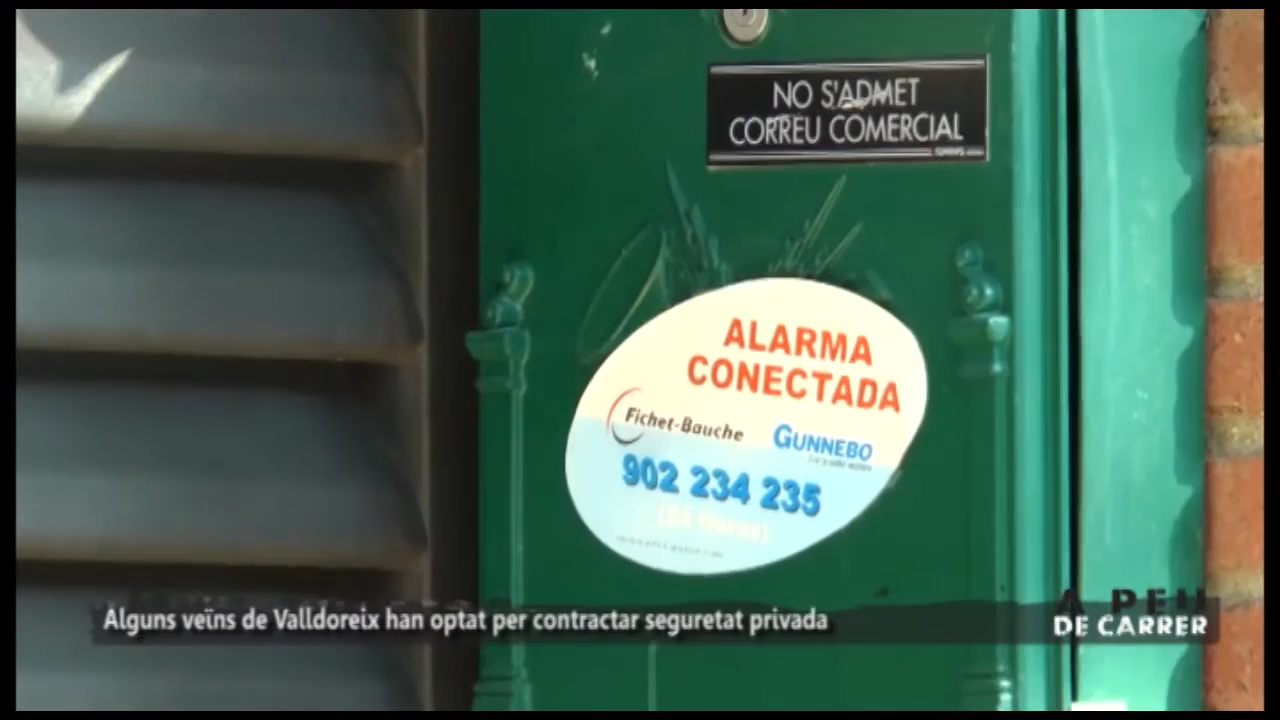 NO S'ADMET
CORREU COMERCIAL
ALARMA
CONECTADA
Fichet-Bauche GUNNEBO
902 234 235
(24 Horas)
Alguns veïns de Valldoreix han optat per contractar seguretat privada
A PEU
DE CARRER